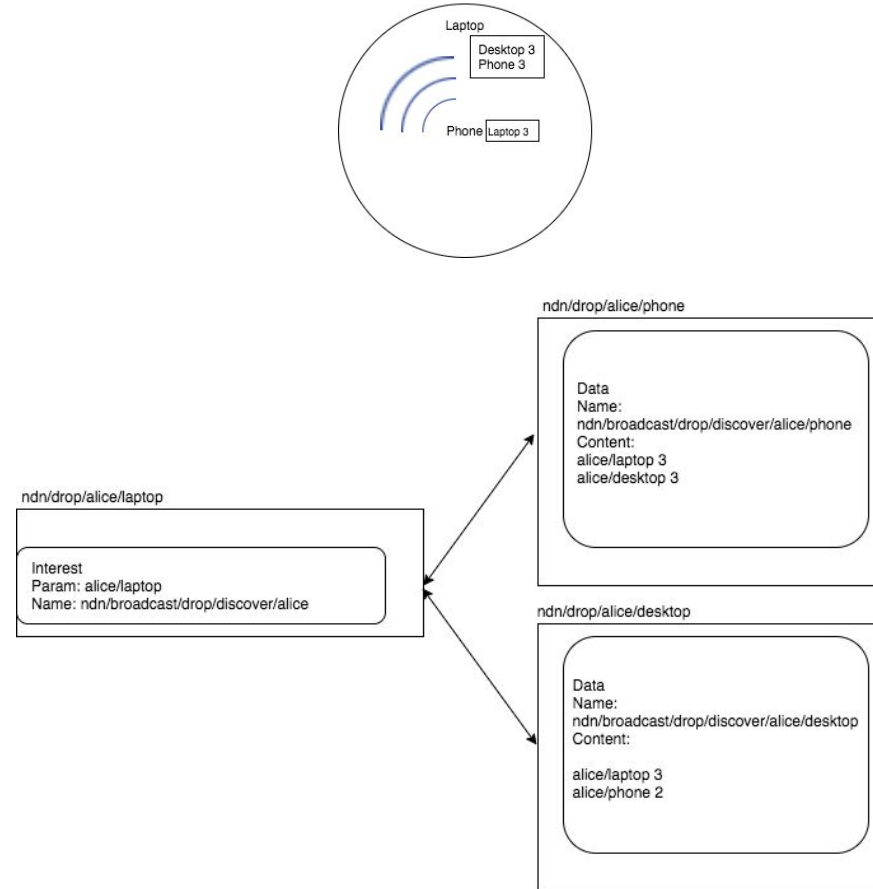 Laptop
Desktop 3
Phone 3
Phone
Laptop 3
ndn/drop/alice/phone
Data
Name:
ndn/broadcast/drop/discover/alice/phone
Content:
alice/laptop 3
alice/desktop 3
ndn/drop/alice/laptop
Interest
Param: alice/laptop
Name: ndn/broadcast/drop/discover/alice
ndn/drop/alice/desktop
Data
Name:
ndn/broadcast/drop/discover/alice/desktop
Content:
alice/laptop 3
alice/phone 2